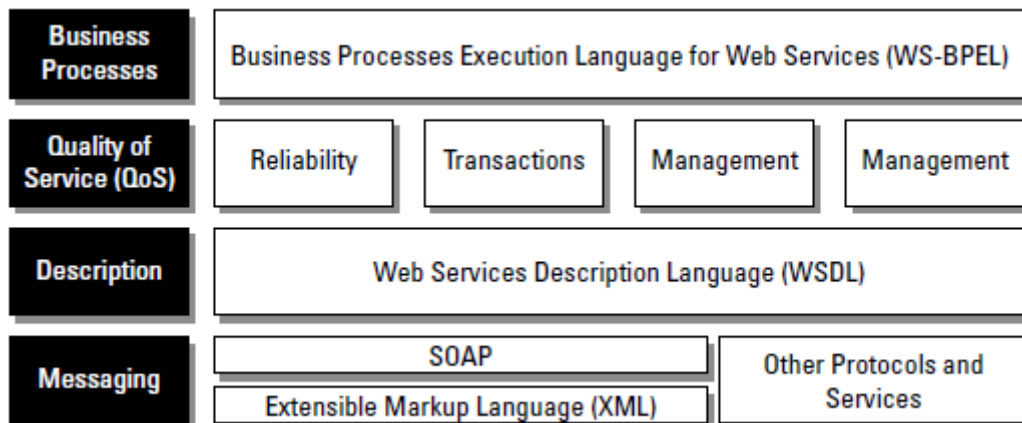 Business
Processes
Business Processes Execution Language for Web Services (WS-BPEL)
Quality of
Service (QoS)
Reliability
Transactions
Management
Management
Description
Web Services Description Language (WSDL)
Messaging
SOAP
Extensible Markup Language (XML)
Other Protocols and
Services